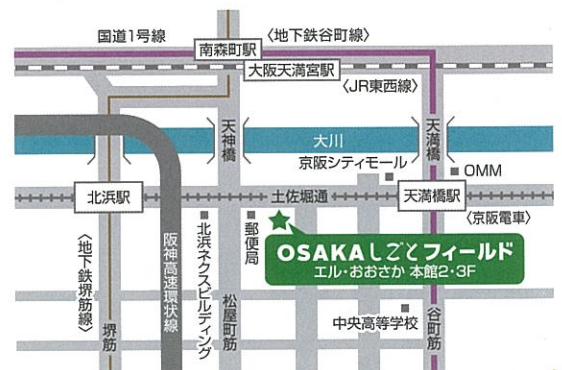 国道1号線
〈地下鉄谷町線〉
南森町駅
大阪天満宮駅
〈JR東西線〉
天神橋
大川
天満橋
京阪シティモール
OMM
北浜駅
土佐堀通
天満橋駅
〈京阪電車〉
〈地下鉄堺筋線〉
堺筋
阪神高速環状線
北浜ネクスビルディング
松屋町筋
郵便局
OSAKAしごとフィールド
エル・おおさか 本館2・3F
中央高等学校
谷町筋